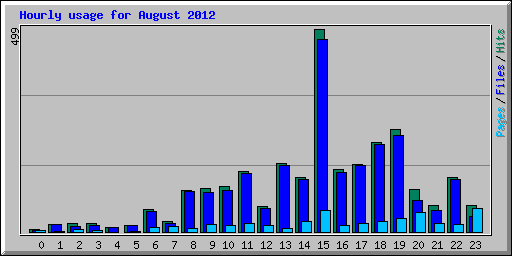 Hourly usage for August 2012
499
Pages / Files / Hits
0 1 2 3 4 5 6 7 8 9 10 11 12 13 14 15 16 17 18 19 20 21 22 23